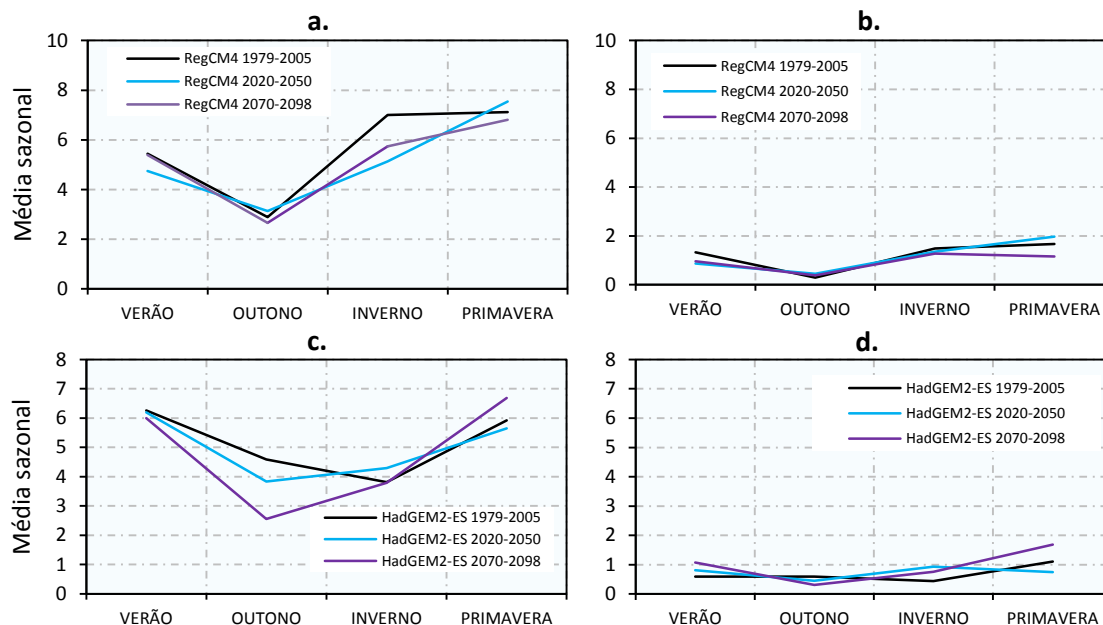 a.
Média sazonal
10
8
6
4
2
0
RegCM4 1979-2005
RegCM4 2020-2050
RegCM4 2070-2098
VERÃO OUTONO INVERNO PRIMAVERA
b.
10
8
6
4
2
0
RegCM4 1979-2005
RegCM4 2020-2050
RegCM4 2070-2098
VERÃO OUTONO INVERNO PRIMAVERA
c.
Média sazonal
8
7
6
5
4
3
2
1
0
HadGEM2-ES 1979-2005
HadGEM2-ES 2020-2050
HadGEM2-ES 2070-2098
VERÃO OUTONO INVERNO PRIMAVERA
d.
8
7
6
5
4
3
2
1
0
HadGEM2-ES 1979-2005
HadGEM2-ES 2020-2050
HadGEM2-ES 2070-2098
VERÃO OUTONO INVERNO PRIMAVERA